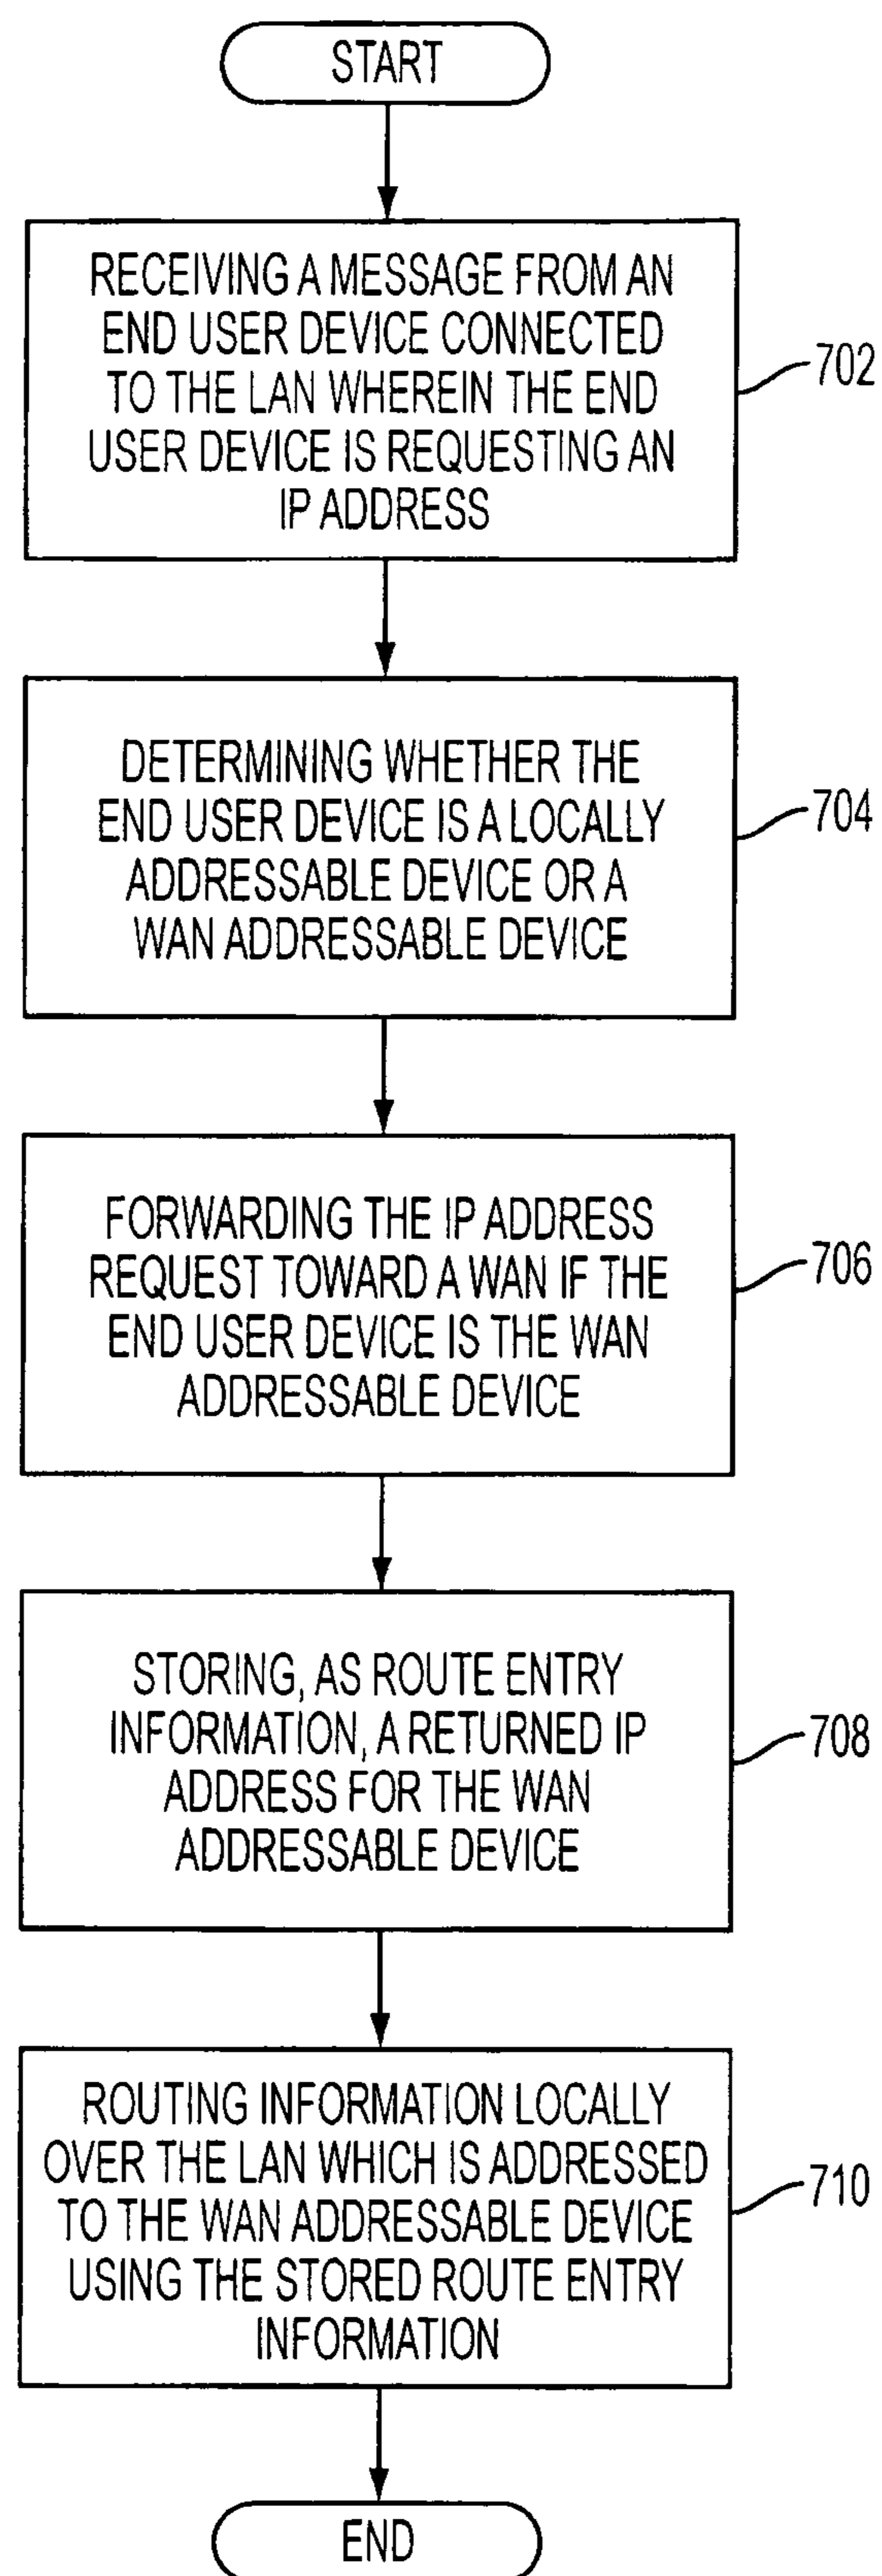 START
RECEIVING A MESSAGE FROM AN
END USER DEVICE CONNECTED
TO THE LAN WHEREIN THE END
USER DEVICE IS REQUESTING AN
IP ADDRESS
702
DETERMINING WHETHER THE
END USER DEVICE IS A LOCALLY
ADDRESSABLE DEVICE OR A
WAN ADDRESSABLE DEVICE
704
FORWARDING THE IP ADDRESS
REQUEST TOWARD A WAN IF THE
END USER DEVICE IS THE WAN
ADDRESSABLE DEVICE
706
STORING, AS ROUTE ENTRY
INFORMATION, A RETURNED IP
ADDRESS FOR THE WAN
ADDRESSABLE DEVICE
708
ROUTING INFORMATION LOCALLY
OVER THE LAN WHICH IS ADDRESSED
TO THE WAN ADDRESSABLE DEVICE
USING THE STORED ROUTE ENTRY
INFORMATION
710
END